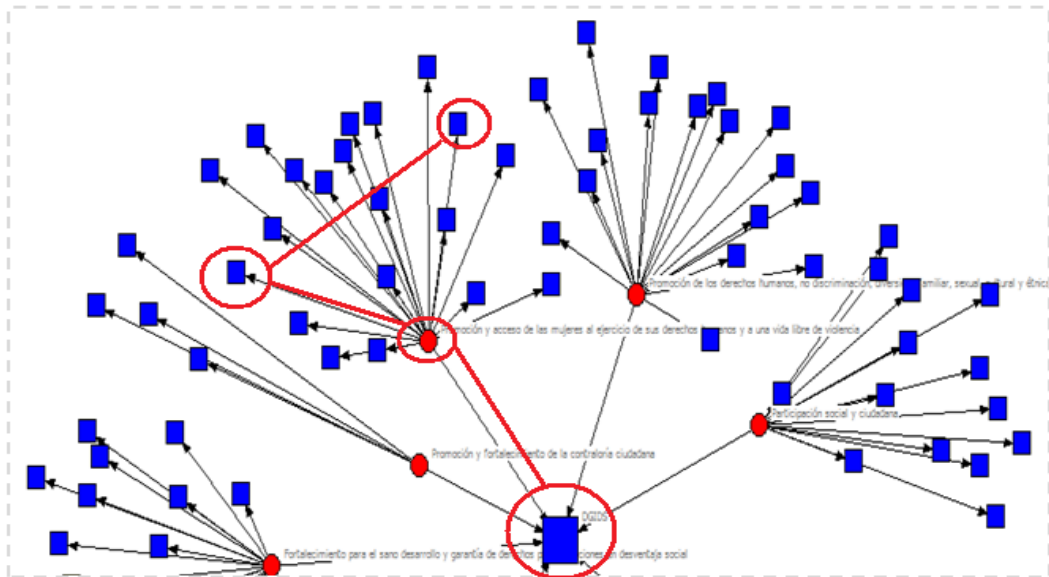 Promoción de los derechos humanos, no discriminación, diversidad familiar, sexual, cultural y étnica
Promoción y acceso de las mujeres al ejercicio de sus derechos humanos y a una vida libre de violencia
Participación social y ciudadana
Promoción y fortalecimiento de la contraloría ciudadana
DGIDS
Fortalecimiento para el sano desarrollo y garantía de derechos en desventaja social